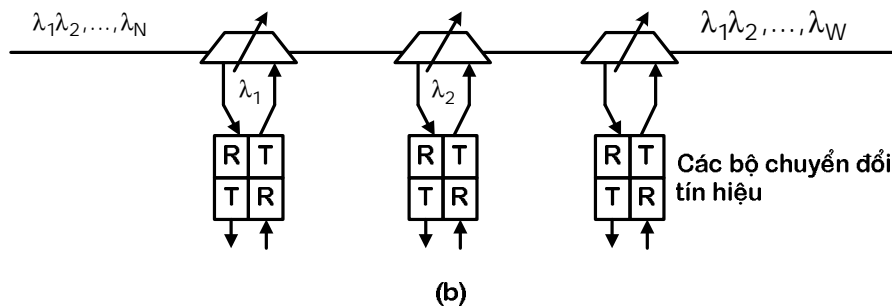 λ₁λ₂,...,λN
λ₁λ₂,...,λW
λ₁
λ₂
R T
T R
R T
T R
R T
T R
Các bộ chuyển đổi
tín hiệu
(b)